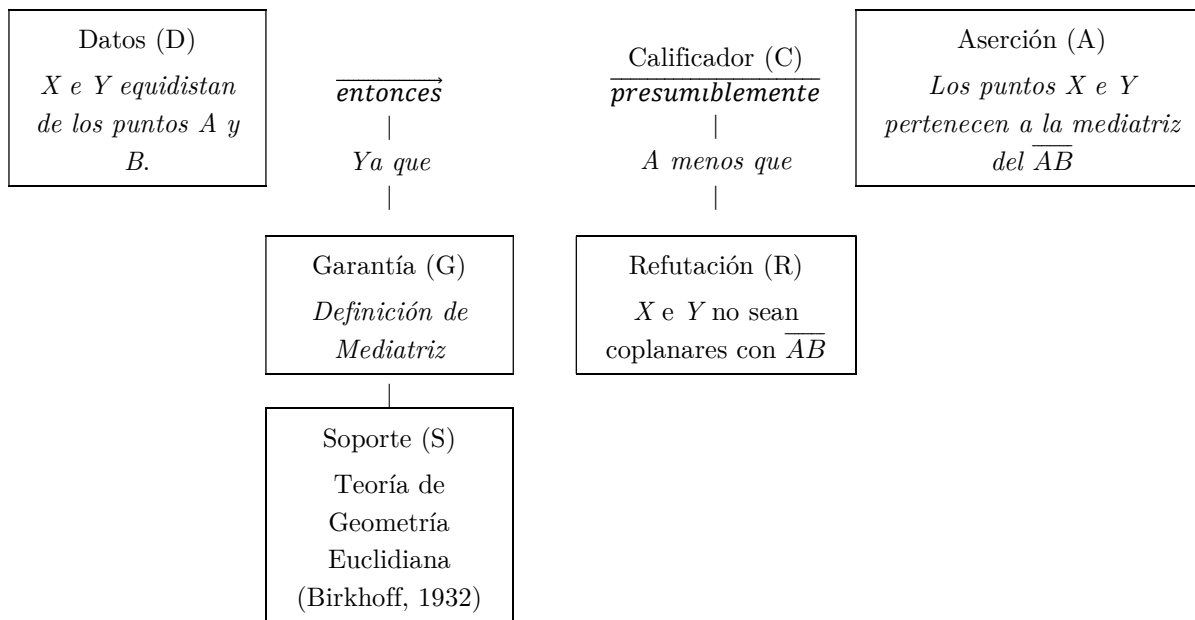 Datos (D)
X e Y equidistan
de los puntos A y
B.
entonces
|
Ya que
|
Calificador (C)
presumıblemente
|
A menos que
|
Aserción (A)
Los puntos X e Y
pertenecen a la mediatriz
del AB
Garantía (G)
Definición de
Mediatriz
|
Refutación (R)
X e Y no sean
coplanares con AB
Soporte (S)
Teoría de
Geometría
Euclidiana
(Birkhoff, 1932)